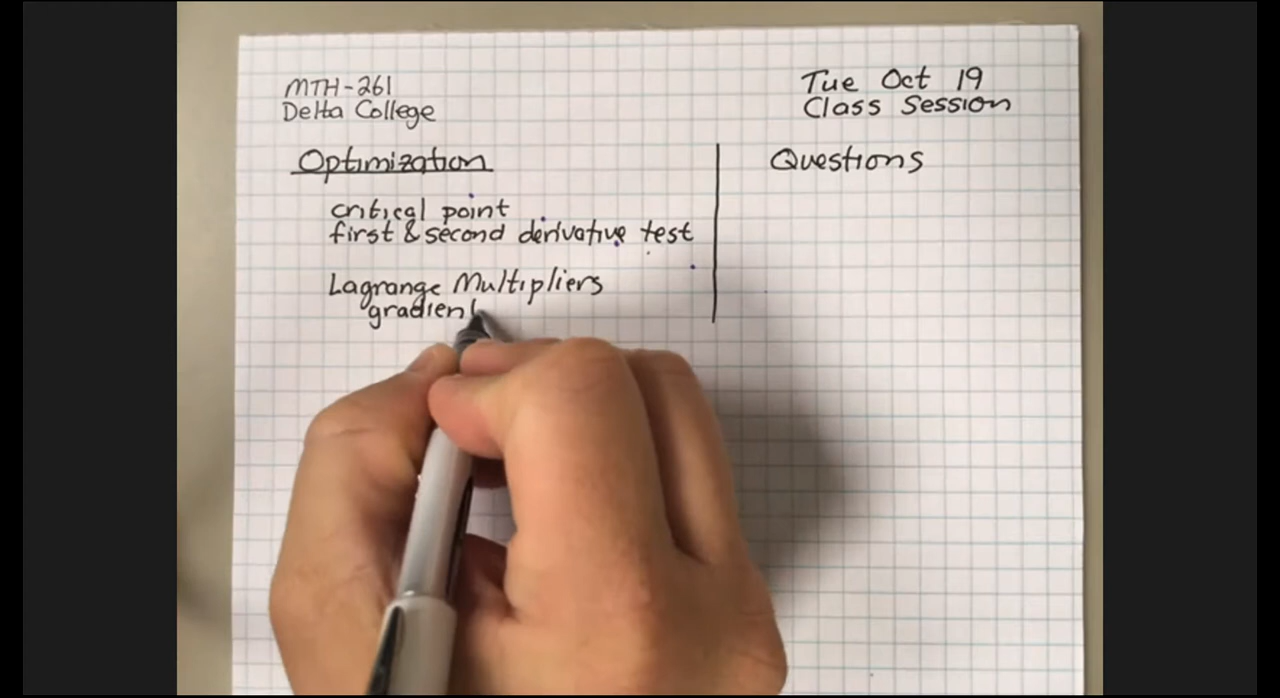 MTH-261
Delta College
Tue Oct 19
Class Session
Optimization
critical point
first & second derivative test
Lagrange Multipliers
gradien
Questions